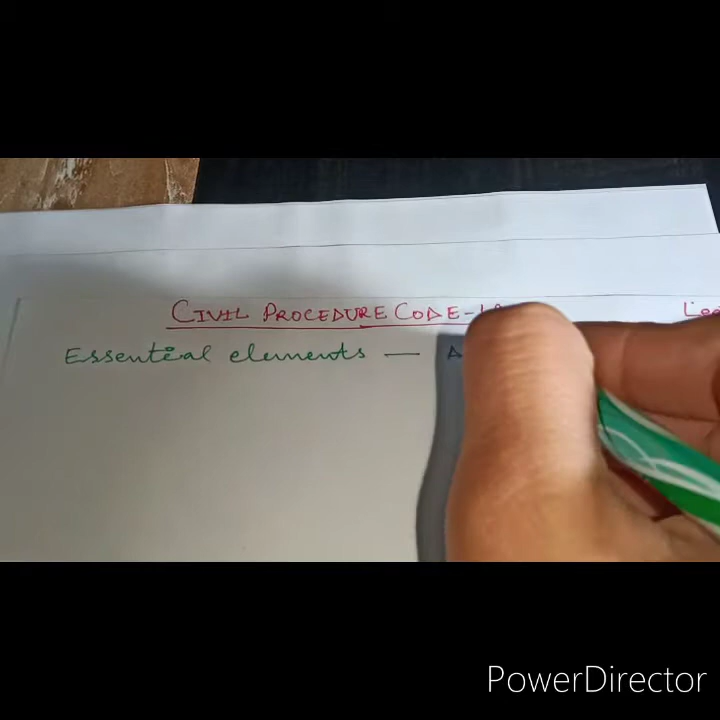 CIVIL PROCEDURE CODE-
Essential elements —
PowerDirector